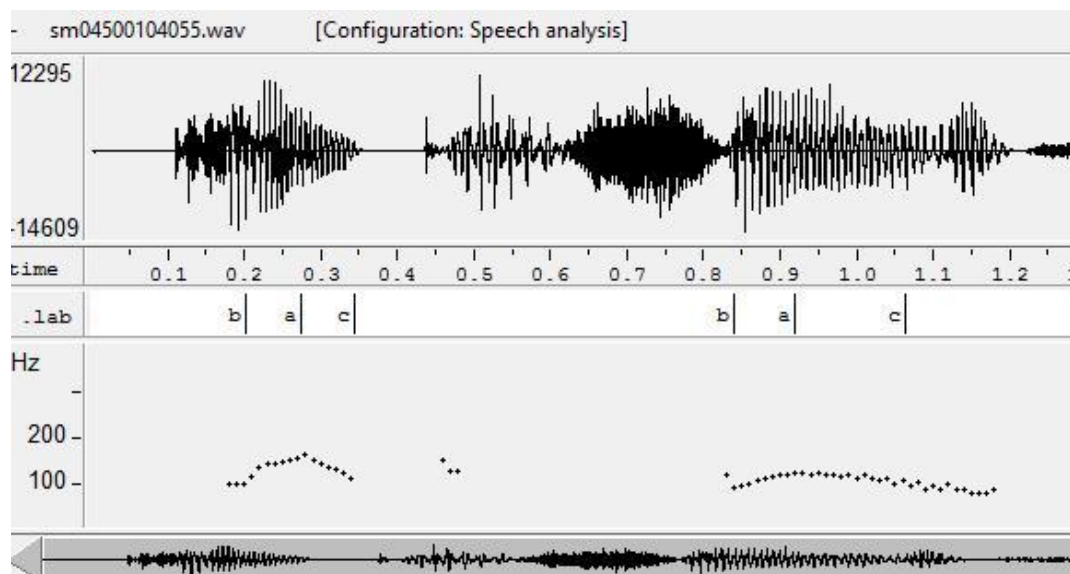 - sm04500104055.wav [Configuration: Speech analysis]
12295
-14609
time 0.1 0.2 0.3 0.4 0.5 0.6 0.7 0.8 0.9 1.0 1.1 1.2
.lab b a c b a c
Hz
200
100